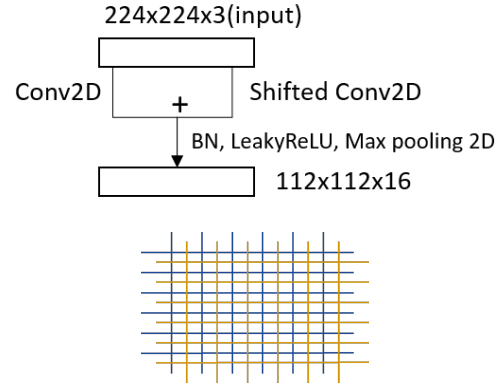 224x224x3(input)
Conv2D
+
Shifted Conv2D
BN, LeakyReLU, Max pooling 2D
112x112x16